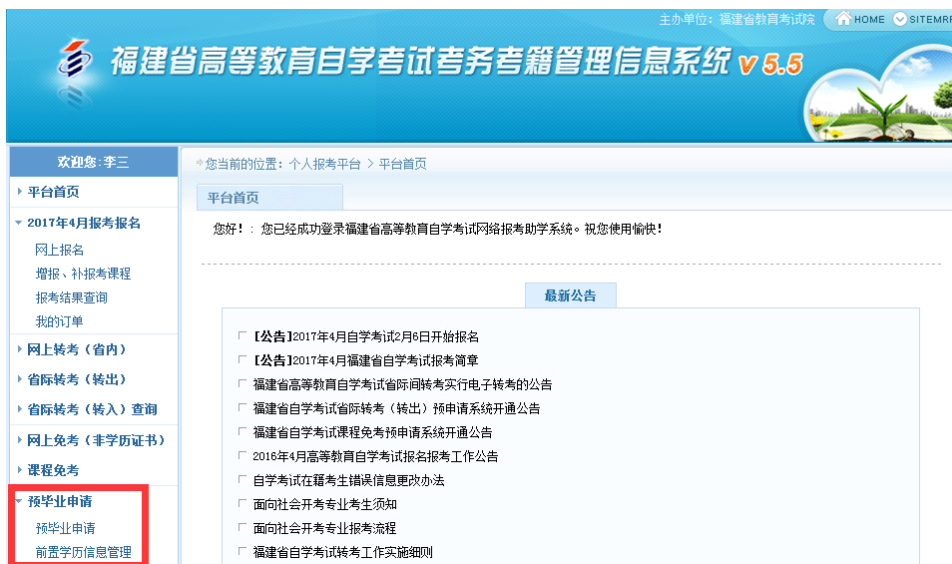 主办单位：福建省教育考试院 HOME SITEMRP
福建省高等教育自学考试考务考籍管理信息系统 V 5.5
欢迎您:李三
您当前的位置：个人报考平台 > 平台首页
平台首页
2017年4月报考报名
网上报名
增报、补报考课程
报考结果查询
我的订单
网上转考（省内）
省际转考（转出）
省际转考（转入）查询
网上免考（非学历证书）
课程免考
预毕业申请
预毕业申请
前置学历信息管理
平台首页
您好！：您已经成功登录福建省高等教育自学考试网络报考助学系统。祝您使用愉快！
最新公告
【公告】2017年4月自学考试2月6日开始报名
【公告】2017年4月福建省自学考试报考简章
福建省高等教育自学考试省际间转考实行电子转考的公告
福建省自学考试省际转考（转出）预申请系统开通公告
福建省自学考试课程免考预申请系统开通公告
2016年4月高等教育自学考试报名报考工作公告
自学考试在籍考生错误信息更改办法
面向社会开考专业考生须知
面向社会开考专业报考流程
福建省自学考试转考工作实施细则